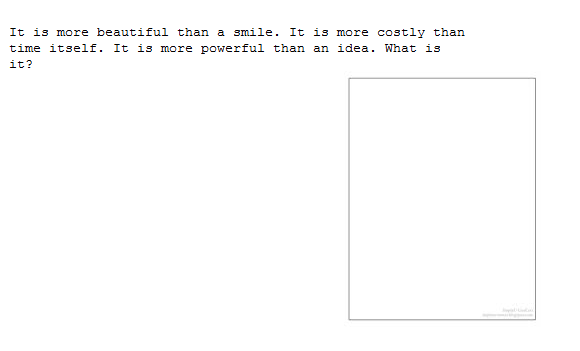 It is more beautiful than a smile. It is more costly than
time itself. It is more powerful than an idea. What is
it?